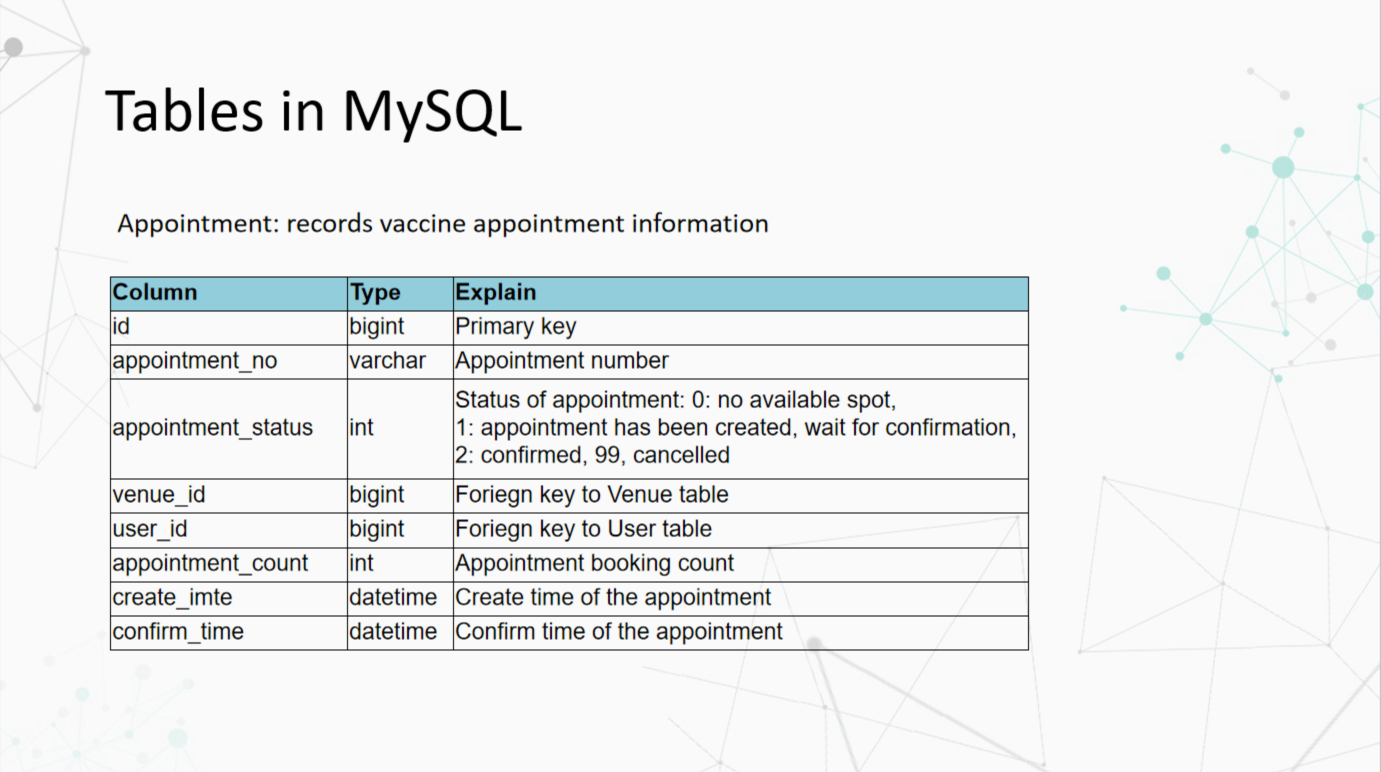 Tables in MySQL
Appointment: records vaccine appointment information
Column Type Explain
id bigint Primary key
appointment_no varchar Appointment number
appointment_status int Status of appointment: 0: no available spot,
1: appointment has been created, wait for confirmation,
2: confirmed, 99, cancelled
venue_id bigint Foriegn key to Venue table
user_id bigint Foriegn key to User table
appointment_count int Appointment booking count
create_imte datetime Create time of the appointment
confirm_time datetime Confirm time of the appointment